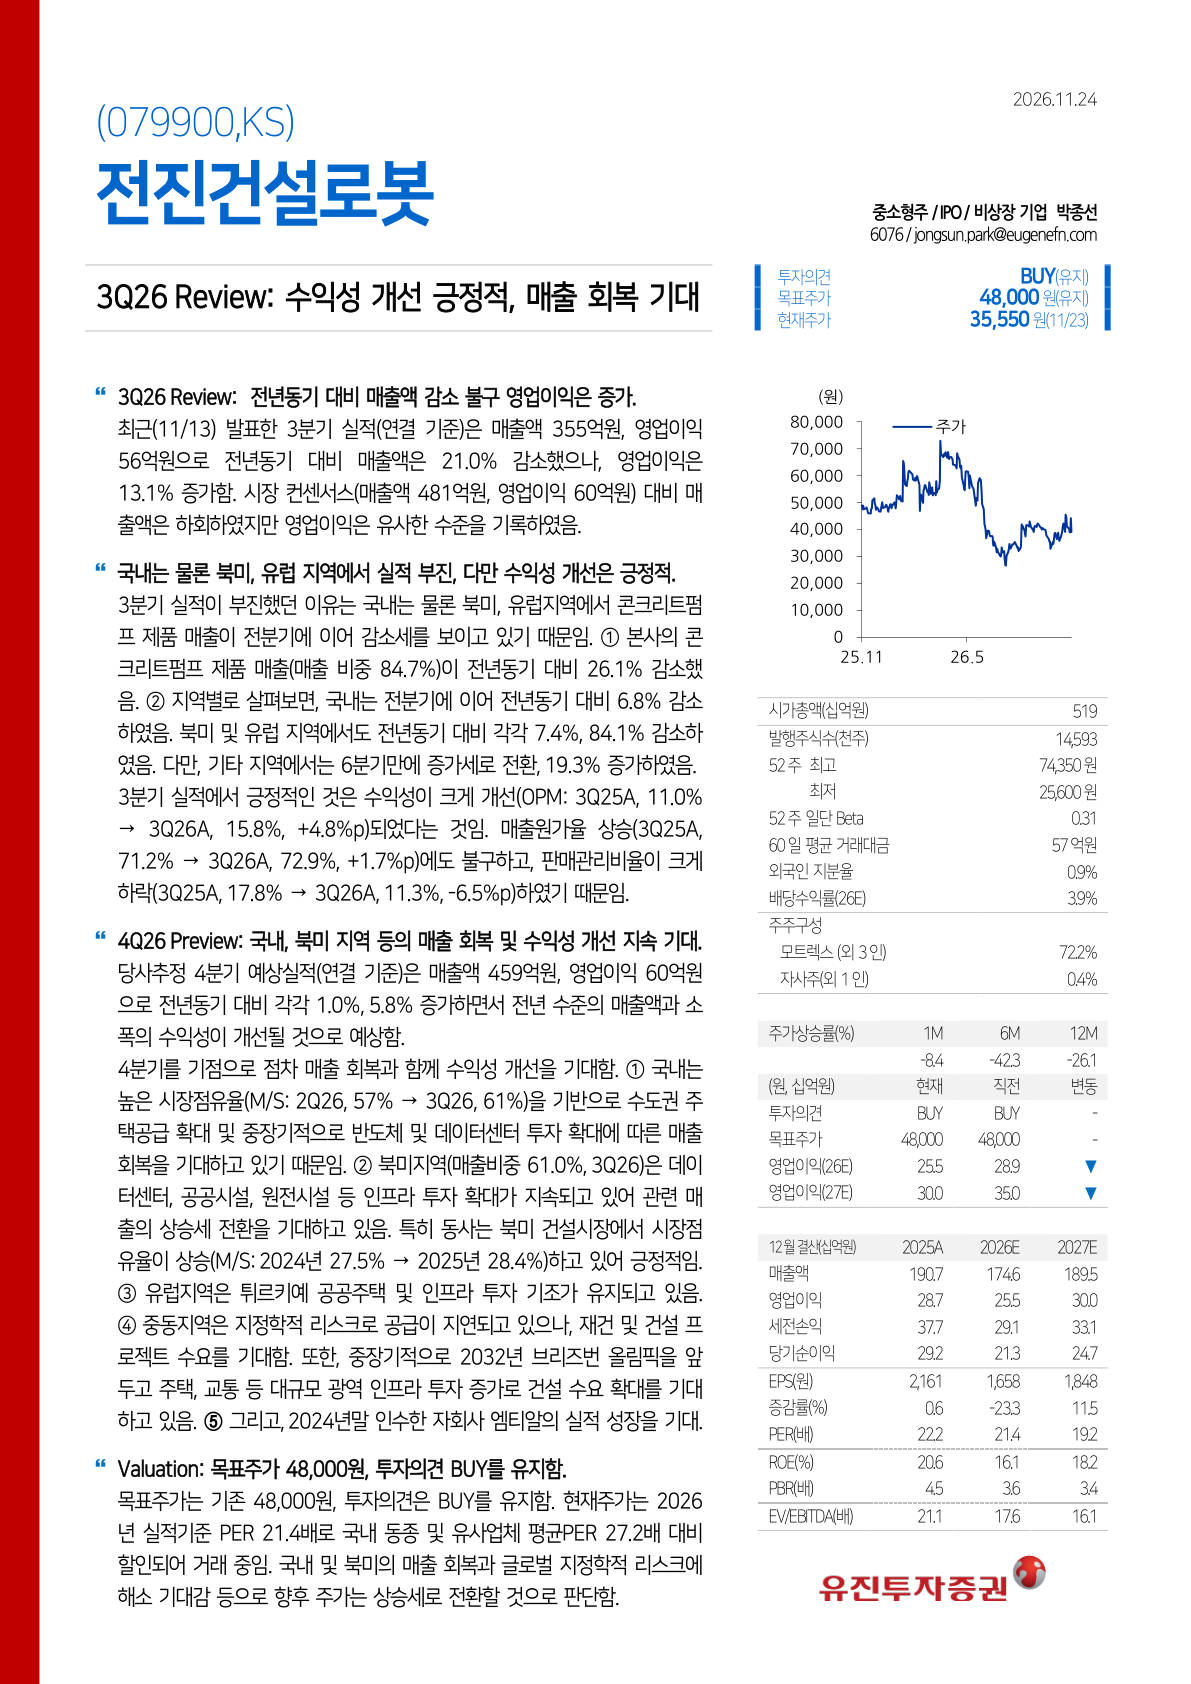 2026.11.24
(079900,KS)
전진건설로봇
중소형주 / IPO / 비상장 기업 박종선
6076 / jongsun.park@eugenefn.com
3Q26 Review: 수익성 개선 긍정적, 매출 회복 기대
투자의견 BUY(유지)
목표주가 48,000 원(유지)
현재주가 35,550 원(11/23)
“ 3Q26 Review: 전년동기 대비 매출액 감소 불구 영업이익은 증가.
최근(11/13) 발표한 3분기 실적(연결 기준)은 매출액 355억원, 영업이익
56억원으로 전년동기 대비 매출액은 21.0% 감소했으나, 영업이익은
13.1% 증가함. 시장 컨센서스(매출액 481억원, 영업이익 60억원) 대비 매
출액은 하회하였지만 영업이익은 유사한 수준을 기록하였음.
“ 국내는 물론 북미, 유럽 지역에서 실적 부진, 다만 수익성 개선은 긍정적.
3분기 실적이 부진했던 이유는 국내는 물론 북미, 유럽지역에서 콘크리트펌
프 제품 매출이 전분기에 이어 감소세를 보이고 있기 때문임. ① 본사의 콘
크리트펌프 제품 매출(매출 비중 84.7%)이 전년동기 대비 26.1% 감소했
음. ② 지역별로 살펴보면, 국내는 전분기에 이어 전년동기 대비 6.8% 감소
하였음. 북미 및 유럽 지역에서도 전년동기 대비 각각 7.4%, 84.1% 감소하
였음. 다만, 기타 지역에서는 6분기만에 증가세로 전환, 19.3% 증가하였음.
3분기 실적에서 긍정적인 것은 수익성이 크게 개선(OPM: 3Q25A, 11.0%
→ 3Q26A, 15.8%, +4.8%p)되었다는 것임. 매출원가율 상승(3Q25A,
71.2% → 3Q26A, 72.9%, +1.7%p)에도 불구하고, 판매관리비율이 크게
하락(3Q25A, 17.8% → 3Q26A, 11.3%, -6.5%p)하였기 때문임.
“ 4Q26 Preview: 국내, 북미 지역 등의 매출 회복 및 수익성 개선 지속 기대.
당사추정 4분기 예상실적(연결 기준)은 매출액 459억원, 영업이익 60억원
으로 전년동기 대비 각각 1.0%, 5.8% 증가하면서 전년 수준의 매출액과 소
폭의 수익성이 개선될 것으로 예상함.
4분기를 기점으로 점차 매출 회복과 함께 수익성 개선을 기대함. ① 국내는
높은 시장점유율(M/S: 2Q26, 57% → 3Q26, 61%)을 기반으로 수도권 주
택공급 확대 및 중장기적으로 반도체 및 데이터센터 투자 확대에 따른 매출
회복을 기대하고 있기 때문임. ② 북미지역(매출비중 61.0%, 3Q26)은 데이
터센터, 공공시설, 원전시설 등 인프라 투자 확대가 지속되고 있어 관련 매
출의 상승세 전환을 기대하고 있음. 특히 동사는 북미 건설시장에서 시장점
유율이 상승(M/S: 2024년 27.5% → 2025년 28.4%)하고 있어 긍정적임.
③ 유럽지역은 튀르키예 공공주택 및 인프라 투자 기조가 유지되고 있음.
④ 중동지역은 지정학적 리스크로 공급이 지연되고 있으나, 재건 및 건설 프
로젝트 수요를 기대함. 또한, 중장기적으로 2032년 브리즈번 올림픽을 앞
두고 주택, 교통 등 대규모 광역 인프라 투자 증가로 건설 수요 확대를 기대
하고 있음. ⑤ 그리고, 2024년말 인수한 자회사 엠티알의 실적 성장을 기대.
“ Valuation: 목표주가 48,000원, 투자의견 BUY를 유지함.
목표주가는 기존 48,000원, 투자의견은 BUY를 유지함. 현재주가는 2026
년 실적기준 PER 21.4배로 국내 동종 및 유사업체 평균PER 27.2배 대비
할인되어 거래 중임. 국내 및 북미의 매출 회복과 글로벌 지정학적 리스크에
해소 기대감 등으로 향후 주가는 상승세로 전환할 것으로 판단함.
(원)
80,000
70,000
60,000
50,000
40,000
30,000
20,000
10,000
0
주가
25.11 26.5
시가총액(십억원) 519
발행주식수(천주) 14,593
52 주 최고 74,350 원
최저 25,600 원
52 주 일단 Beta 0.31
60 일 평균 거래대금 57 억원
외국인 지분율 0.9%
배당수익률(26E) 3.9%
주주구성
모트렉스 (외 3 인) 72.2%
자사주(외 1 인) 0.4%
주가상승률(%) 1M 6M 12M
-8.4 -42.3 -26.1
(원, 십억원) 현재 직전 변동
투자의견 BUY BUY -
목표주가 48,000 48,000 -
영업이익(26E) 25.5 28.9 ▼
영업이익(27E) 30.0 35.0 ▼
12 월 결산(십억원) 2025A 2026E 2027E
매출액 190.7 174.6 189.5
영업이익 28.7 25.5 30.0
세전손익 37.7 29.1 33.1
당기순이익 29.2 21.3 24.7
EPS(원) 2,161 1,658 1,848
증감률(%) 0.6 -23.3 11.5
PER(배) 22.2 21.4 19.2
ROE(%) 20.6 16.1 18.2
PBR(배) 4.5 3.6 3.4
EV/EBITDA(배) 21.1 17.6 16.1
유진투자증권